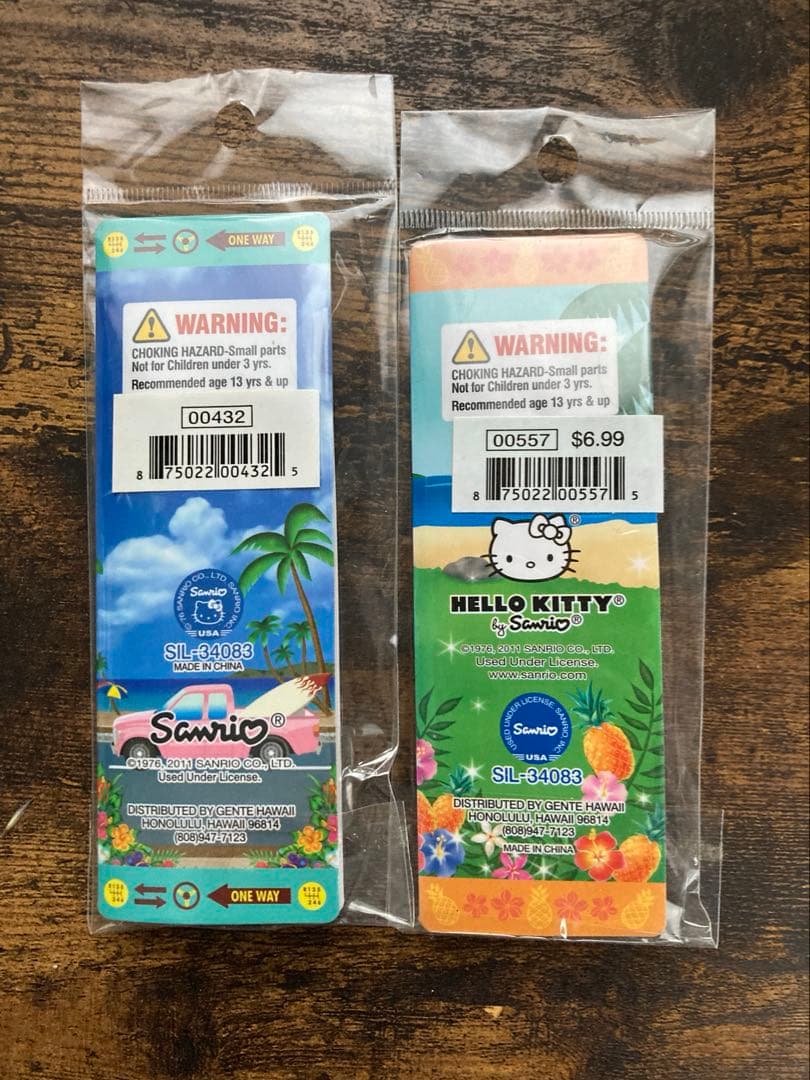 ONE WAY
WARNING:
CHOKING HAZARD-Small parts
Not for Children under 3 yrs.
Recommended age 13 yrs & up
00432
8 75022 00432 5
Sanrio
USA
SIL-34083
MADE IN CHINA
Sanrio®
©1976, 2011 SANRIO CO., LTD.
Used Under License.
DISTRIBUTED BY GENTE HAWAII
HONOLULU, HAWAII 96814
(808)947-7123
ONE WAY
WARNING:
CHOKING HAZARD-Small parts
Not for Children under 3 yrs.
Recommended age 13 yrs & up
00557 $6.99
8 75022 00557 5
®
HELLO KITTY®
by Sanrio®
©1976, 2011 SANRIO CO., LTD.
Used Under License.
www.sanrio.com
USED UNDER LICENSE. SANRIO, INC.
Sanrio
USA
SIL-34083
DISTRIBUTED BY GENTE HAWAII
HONOLULU, HAWAII 96814
(808)947-7123
MADE IN CHINA